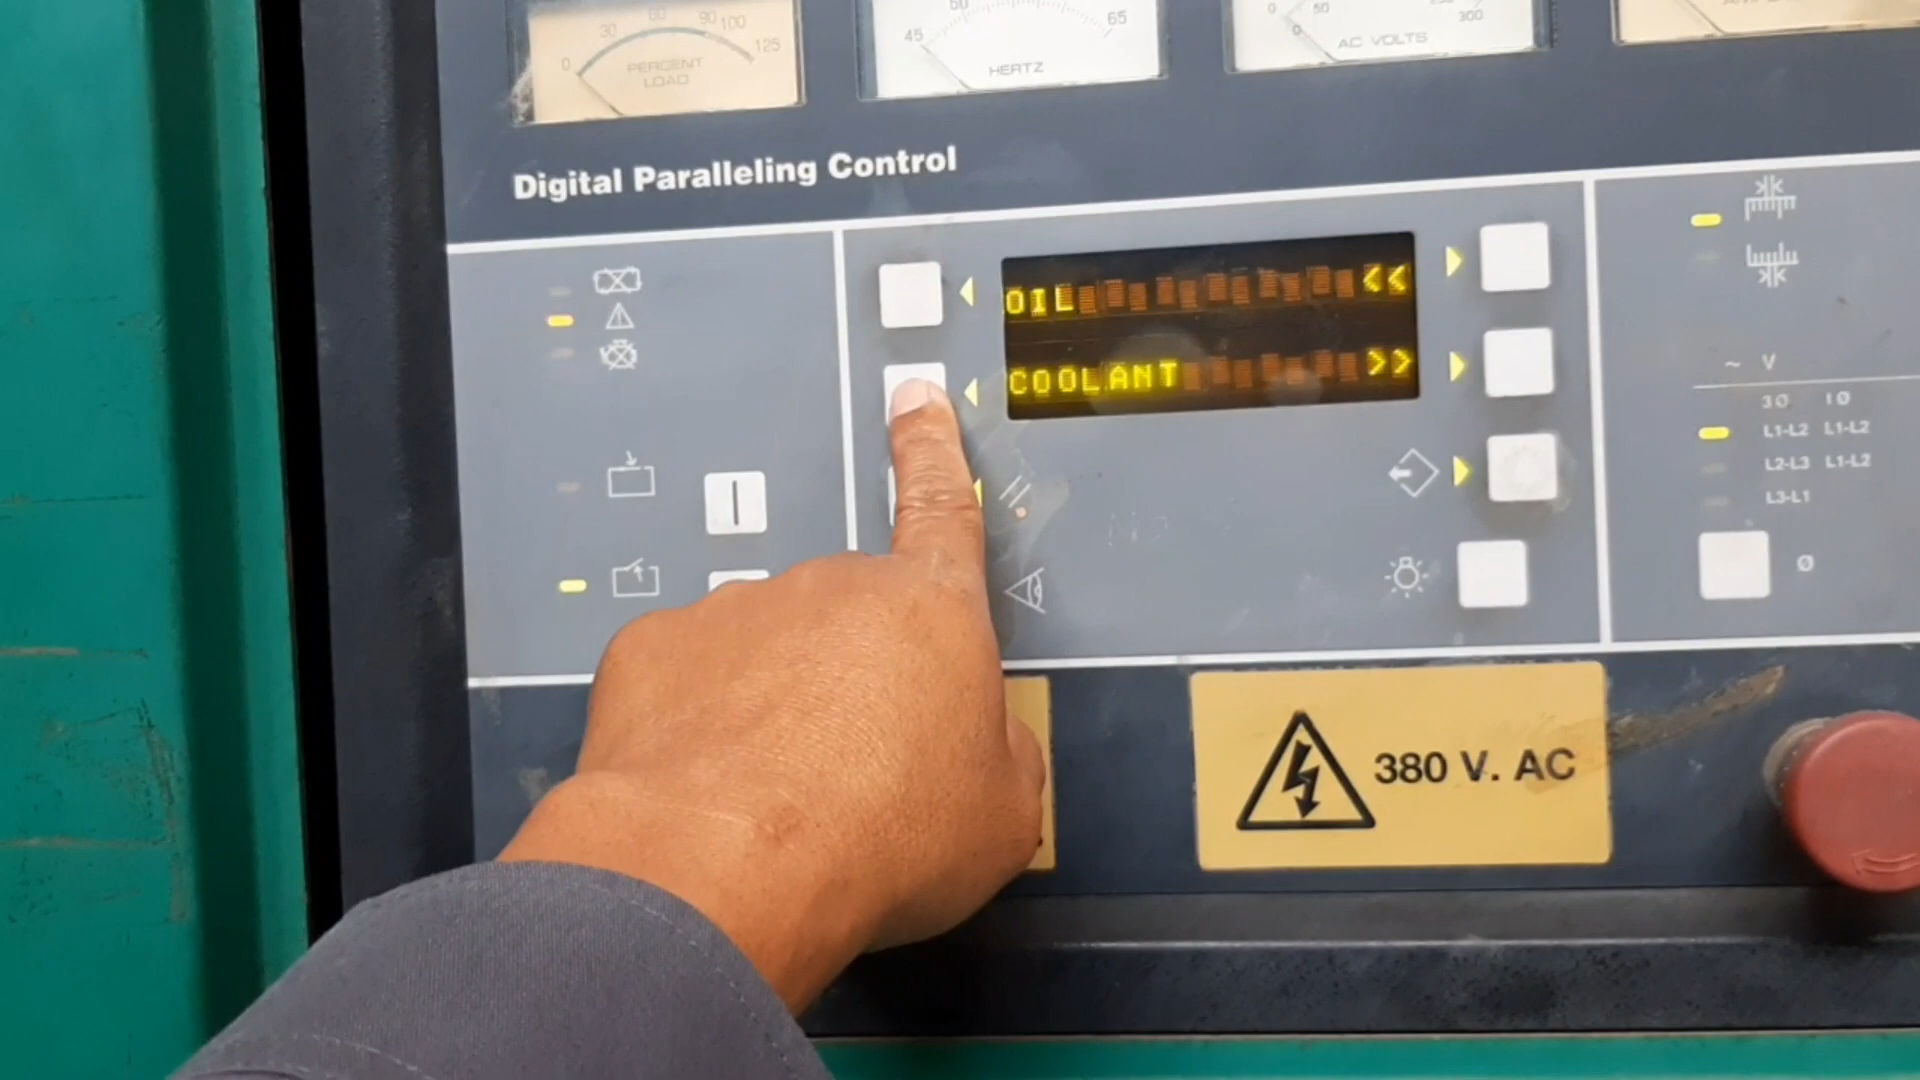 0 30 60 90 100 125
PERCENT
LOAD
45 65
HERTZ
0 50 300
0
AC VOLTS
Digital Paralleling Control
OIL <<
COOLANT >>
~ V
3Ø 1Ø
L1-L2 L1-L2
L2-L3 L1-L2
L3-L1
Ø
380 V. AC